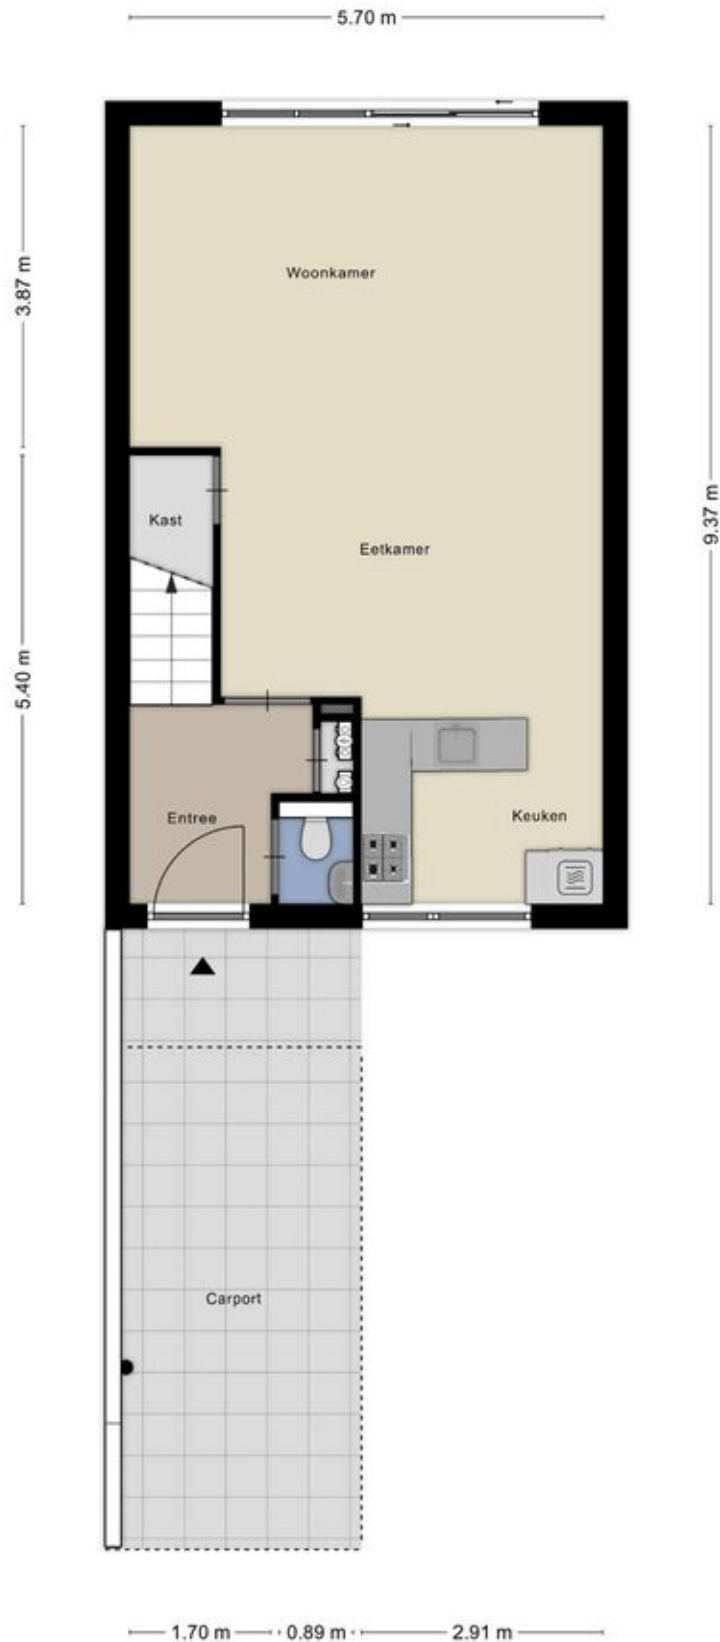 5.70 m
Woonkamer
3.87 m
9.37 m
Kast
Eetkamer
5.40 m
Entree
Keuken
Carport
1.70 m
0.89 m
2.91 m